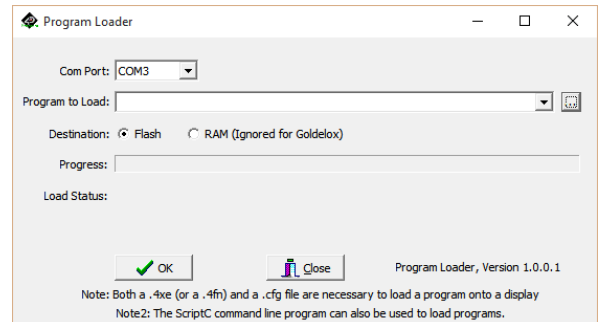 Program Loader
Com Port: COM3
Program to Load:
Destination: Flash RAM (Ignored for Goldelox)
Progress:
Load Status:
OK Close Program Loader, Version 1.0.0.1
Note: Both a .4xe (or a .4fn) and a .cfg file are necessary to load a program onto a display
Note2: The ScriptC command line program can also be used to load programs.